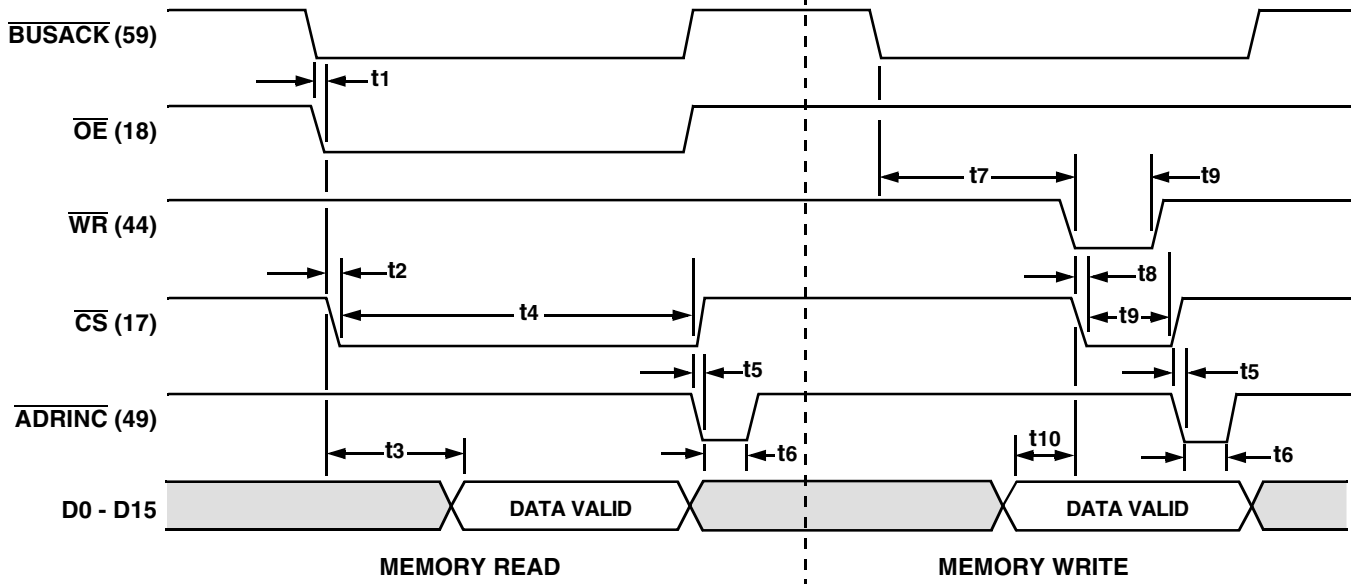 BUSACK (59)
t1
OE (18)
t7
t9
WR (44)
t2
t8
t4
t9
CS (17)
t5
t5
ADRINC (49)
t3
t10
t6
t6
D0 - D15
DATA VALID
DATA VALID
MEMORY READ
MEMORY WRITE